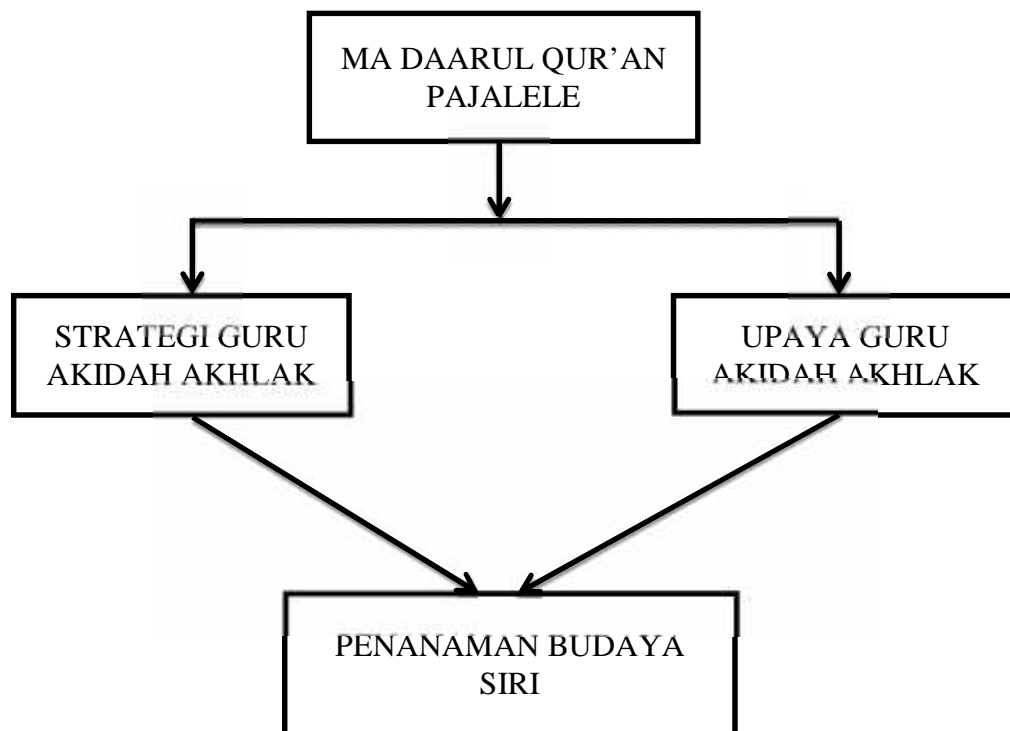 MA DAARUL QUR’AN
PAJALELE
STRATEGI GURU
AKIDAH AKHLAK
UPAYA GURU
AKIDAH AKHLAK
PENANAMAN BUDAYA
SIRI